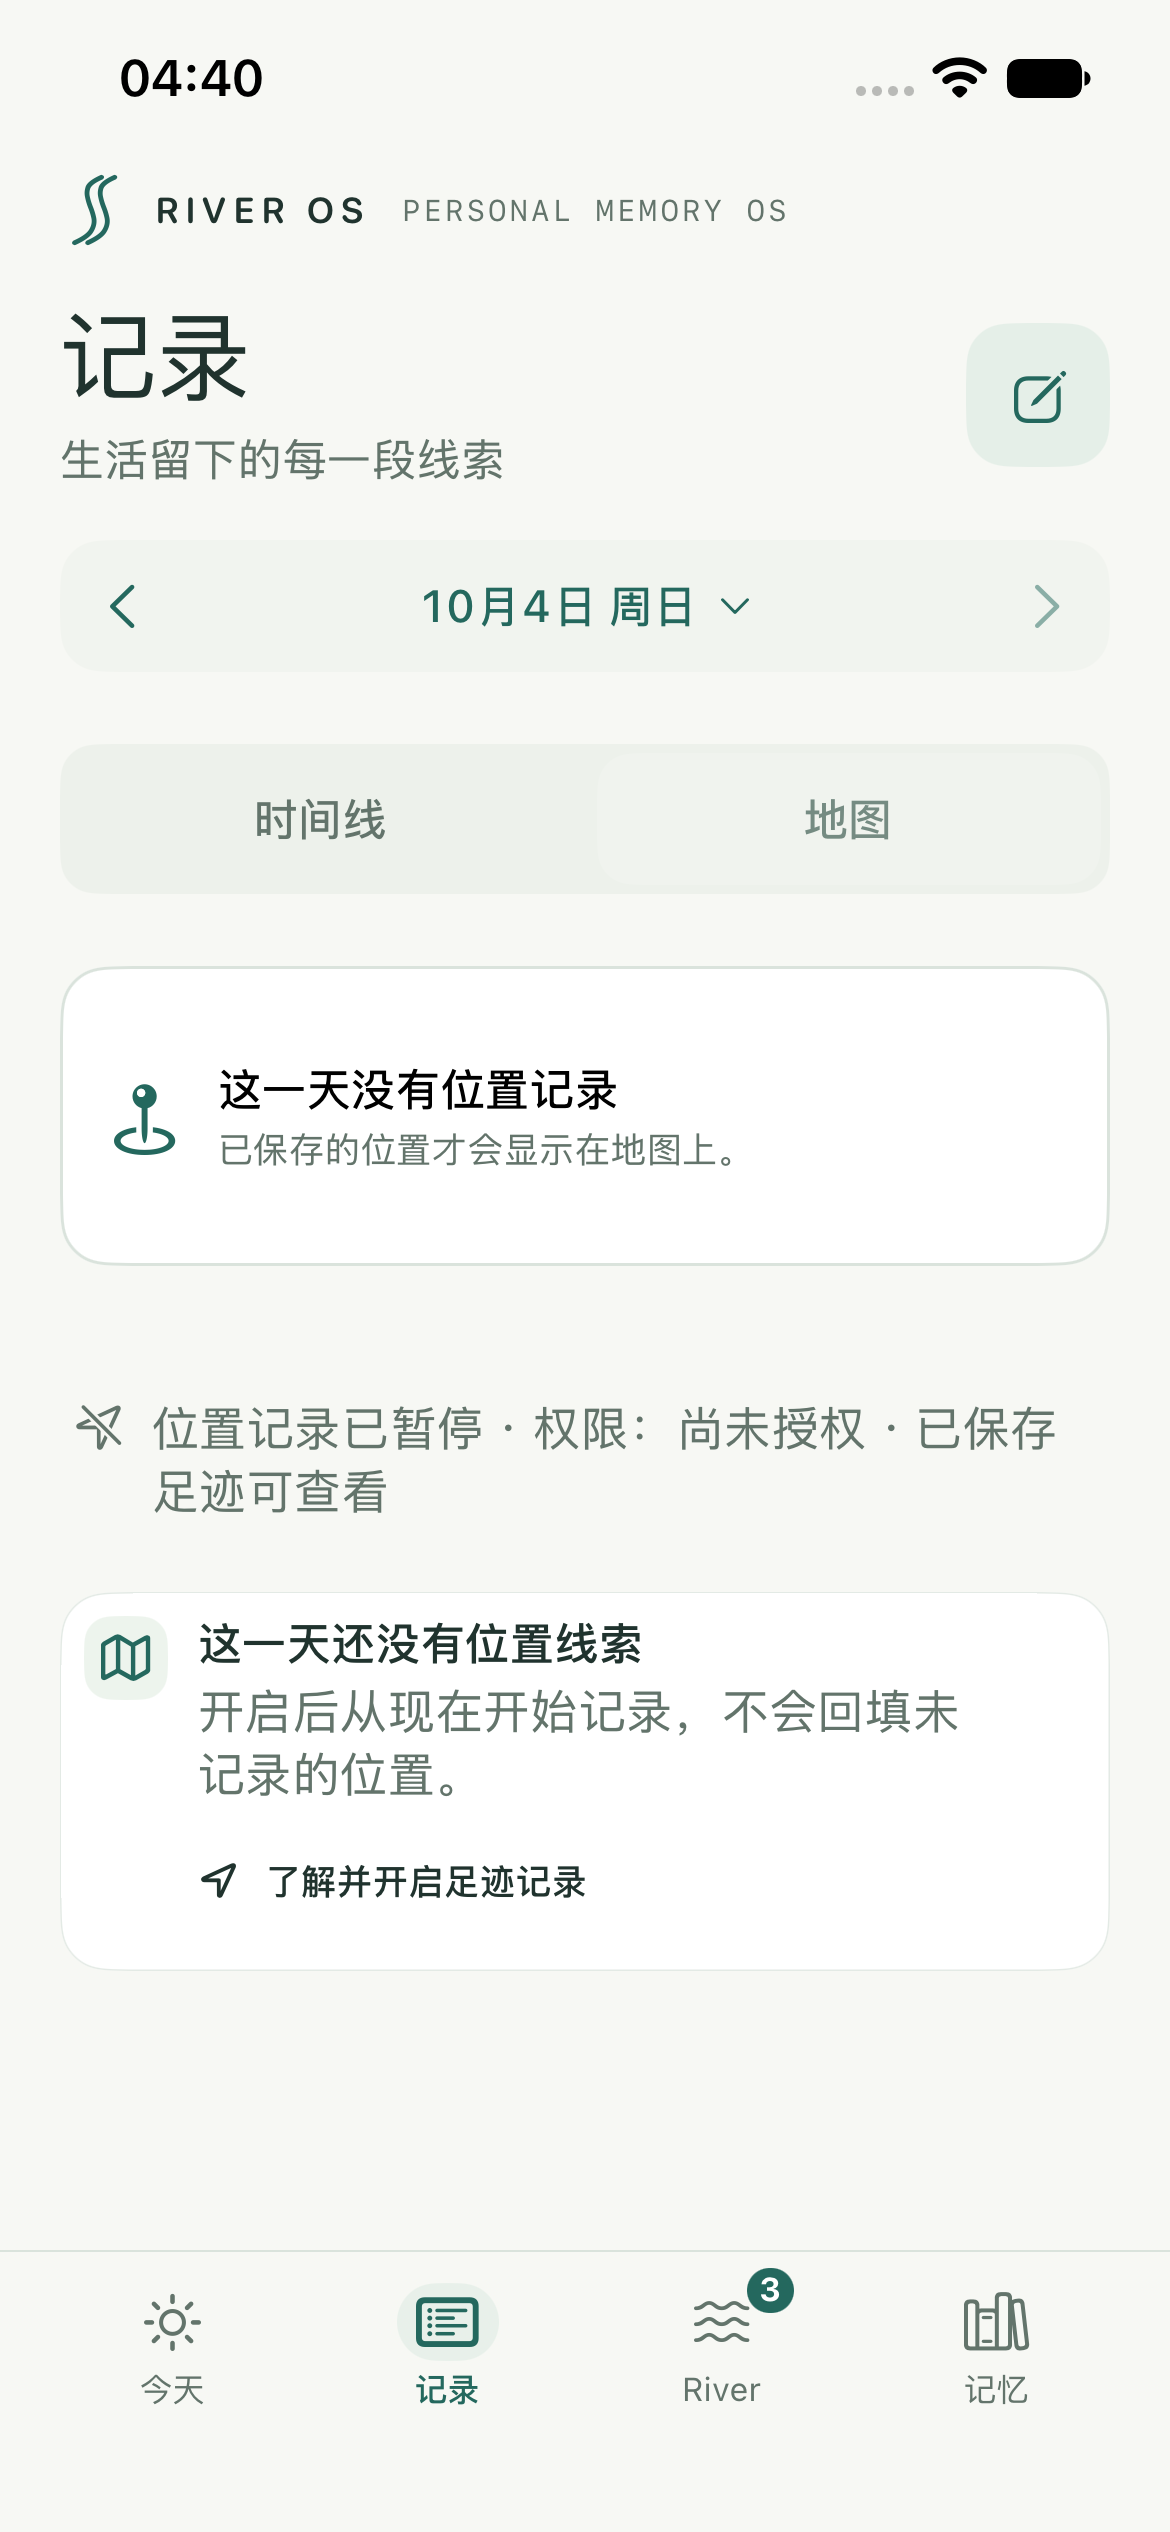 04:40
RIVER OS PERSONAL MEMORY OS
记录
生活留下的每一段线索
10月4日 周日
时间线 地图
这一天没有位置记录
已保存的位置才会显示在地图上。
位置记录已暂停 · 权限：尚未授权 · 已保存
足迹可查看
这一天还没有位置线索
开启后从现在开始记录，不会回填未
记录的位置。
了解并开启足迹记录
3
今天 记录 River 记忆